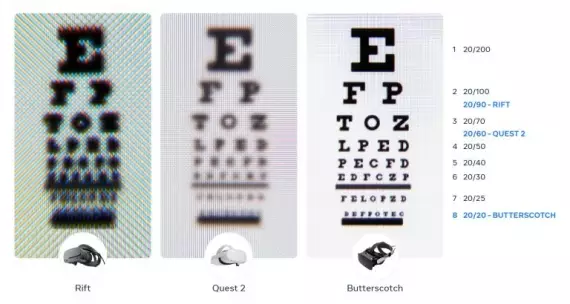 E
F P
T O Z
L P E D
E
F P
T O Z
L P E D
P E C F D
E
F P
T O Z
L P E D
P E C F D
E D F C Z P
F E L O P Z D
D E F P O T E C
1 20/200
2 20/100
20/90 - RIFT
3 20/70
20/60 - QUEST 2
4 20/50
5 20/40
6 20/30
7 20/25
8 20/20 - BUTTERSCOTCH
Rift
Quest 2
Butterscotch